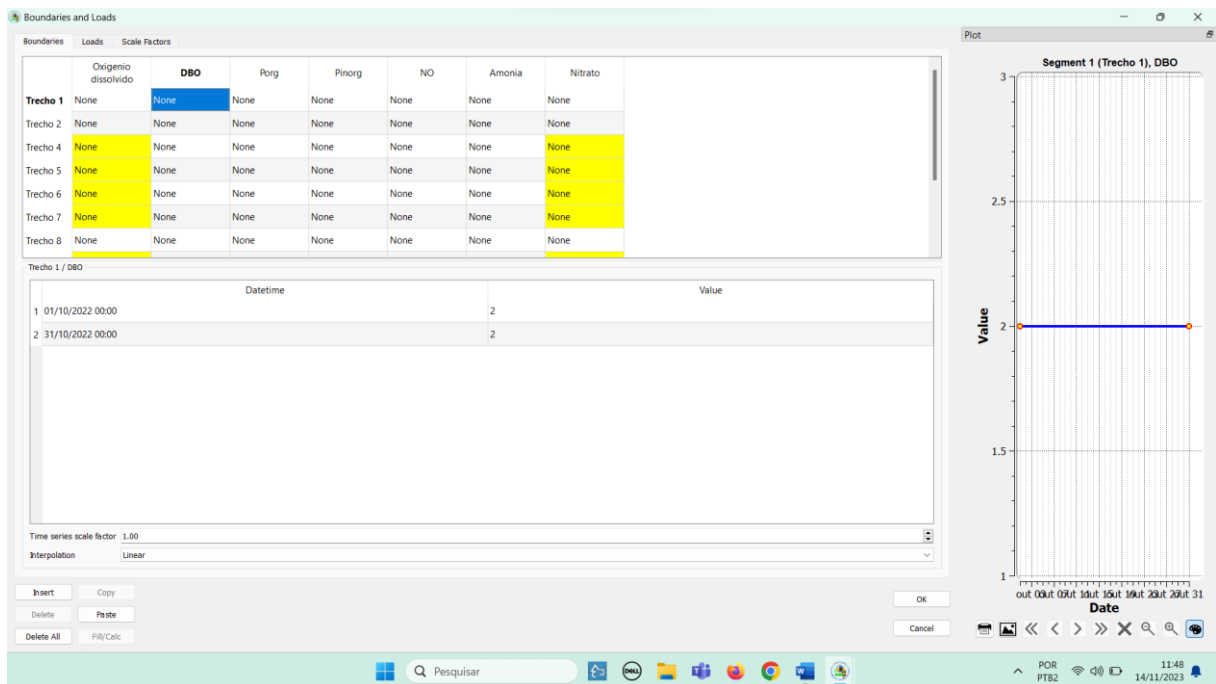 Boundaries and Loads
Boundaries Loads Scale Factors
Oxigenio dissolvido DBO Porg Pinorg NO Amonia Nitrato
Trecho 1 None None None None None None None
Trecho 2 None None None None None None None
Trecho 4 None None None None None None None
Trecho 5 None None None None None None None
Trecho 6 None None None None None None None
Trecho 7 None None None None None None None
Trecho 8 None None None None None None None
Trecho 1 / DBO
Datetime Value
1 01/10/2022 00:00 2
2 31/10/2022 00:00 2
Time series scale factor 1.00
Interpolation Linear
Insert Copy
Delete Paste
Delete All Fill/Calc
OK
Cancel
Plot
Segment 1 (Trecho 1), DBO
3
2.5
2
1.5
1
Value
out 31
Date
Pesquisar
DELL
POR
PTB2
11:48
14/11/2023